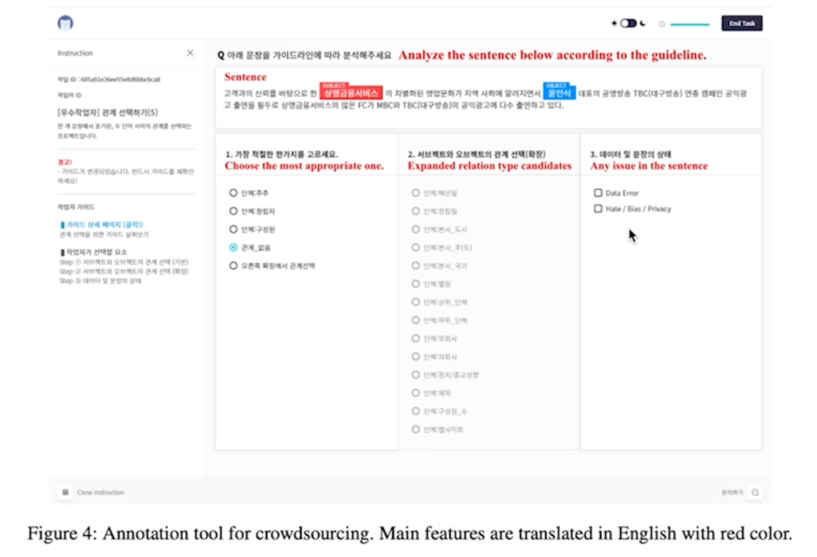 End Task
Instruction
Q 아래 문장을 가이드라인에 따라 분석해주세요 Analyze the sentence below according to the guideline.
작업 ID :
작업자 ID
[우수작업자] 관계 선택하기(S)
한 개 문장에서 표기된, 두 단어 사이의 관계를 선택하는
프로젝트입니다.
경고!
- 가이드가 변경되었습니다. 반드시 가이드를 재확인
하세요!
작업자 가이드
가이드 상세 페이지 (클릭!)
관계 선택을 위한 가이드 살펴보기
작업자가 선택할 요소
Step ① 서브젝트와 오브젝트의 관계 선택 (기본)
Step ② 서브젝트와 오브젝트의 관계 선택 (확장)
Step ③ 데이터 및 문장의 상태
Sentence
SUBJECT
OBJECT
고객과의 신뢰를 바탕으로 한 상명금융서비스 의 차별화된 영업문화가 지역 사회에 알려지면서 윤인식 대표의 공영방송 TBC(대구방송) 연중 캠페인 공익광
고 출연을 필두로 상명금융서비스의 많은 FC가 MBC와 TBC(대구방송)의 공익광고에 다수 출연하고 있다.
1. 가장 적절한 한가지를 고르세요.
Choose the most appropriate one.
단체:주주
단체:창립자
단체:구성원
관계_없음
오른쪽 확장에서 관계선택
2. 서브젝트와 오브젝트의 관계 선택(확장)
Expanded relation type candidates
단체:해산일
단체:창립일
단체:본사_도시
단체:본사_주(도)
단체:본사_국가
단체:별칭
단체:상위_단체
단체:하위_단체
단체:모회사
단체:자회사
단체:정치/종교성향
단체:제작
단체:구성원_수
단체:웹사이트
3. 데이터 및 문장의 상태
Any issue in the sentence
Data Error
Hate / Bias / Privacy
Close Instruction
문의하기
Figure 4: Annotation tool for crowdsourcing. Main features are translated in English with red color.